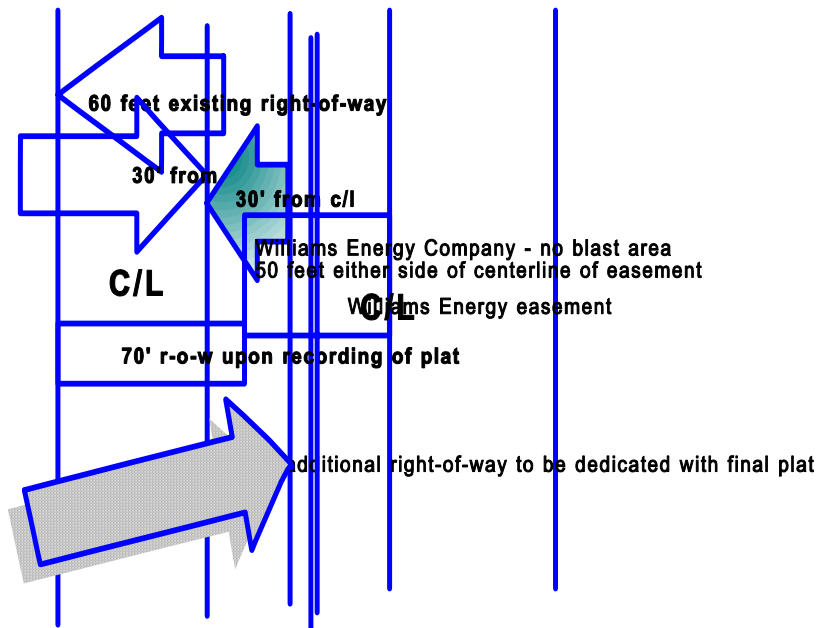 60 feet existing right-of-way
30' from
30' from c/l
Williams Energy Company - no blast area
50 feet either side of centerline of easement
C/L
C/L
Williams Energy easement
70' r-o-w upon recording of plat
additional right-of-way to be dedicated with final plat